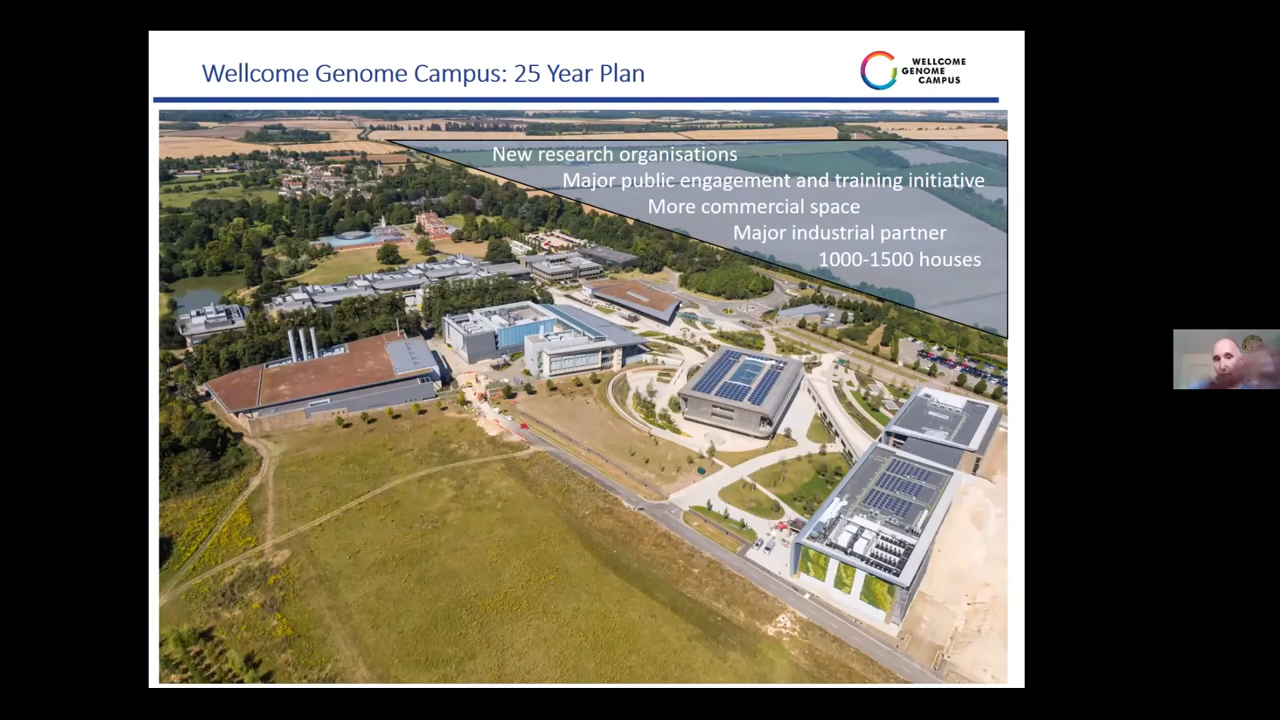 Wellcome Genome Campus: 25 Year Plan
WELLCOME
GENOME
CAMPUS
New research organisations
Major public engagement and training initiative
More commercial space
Major industrial partner
1000-1500 houses